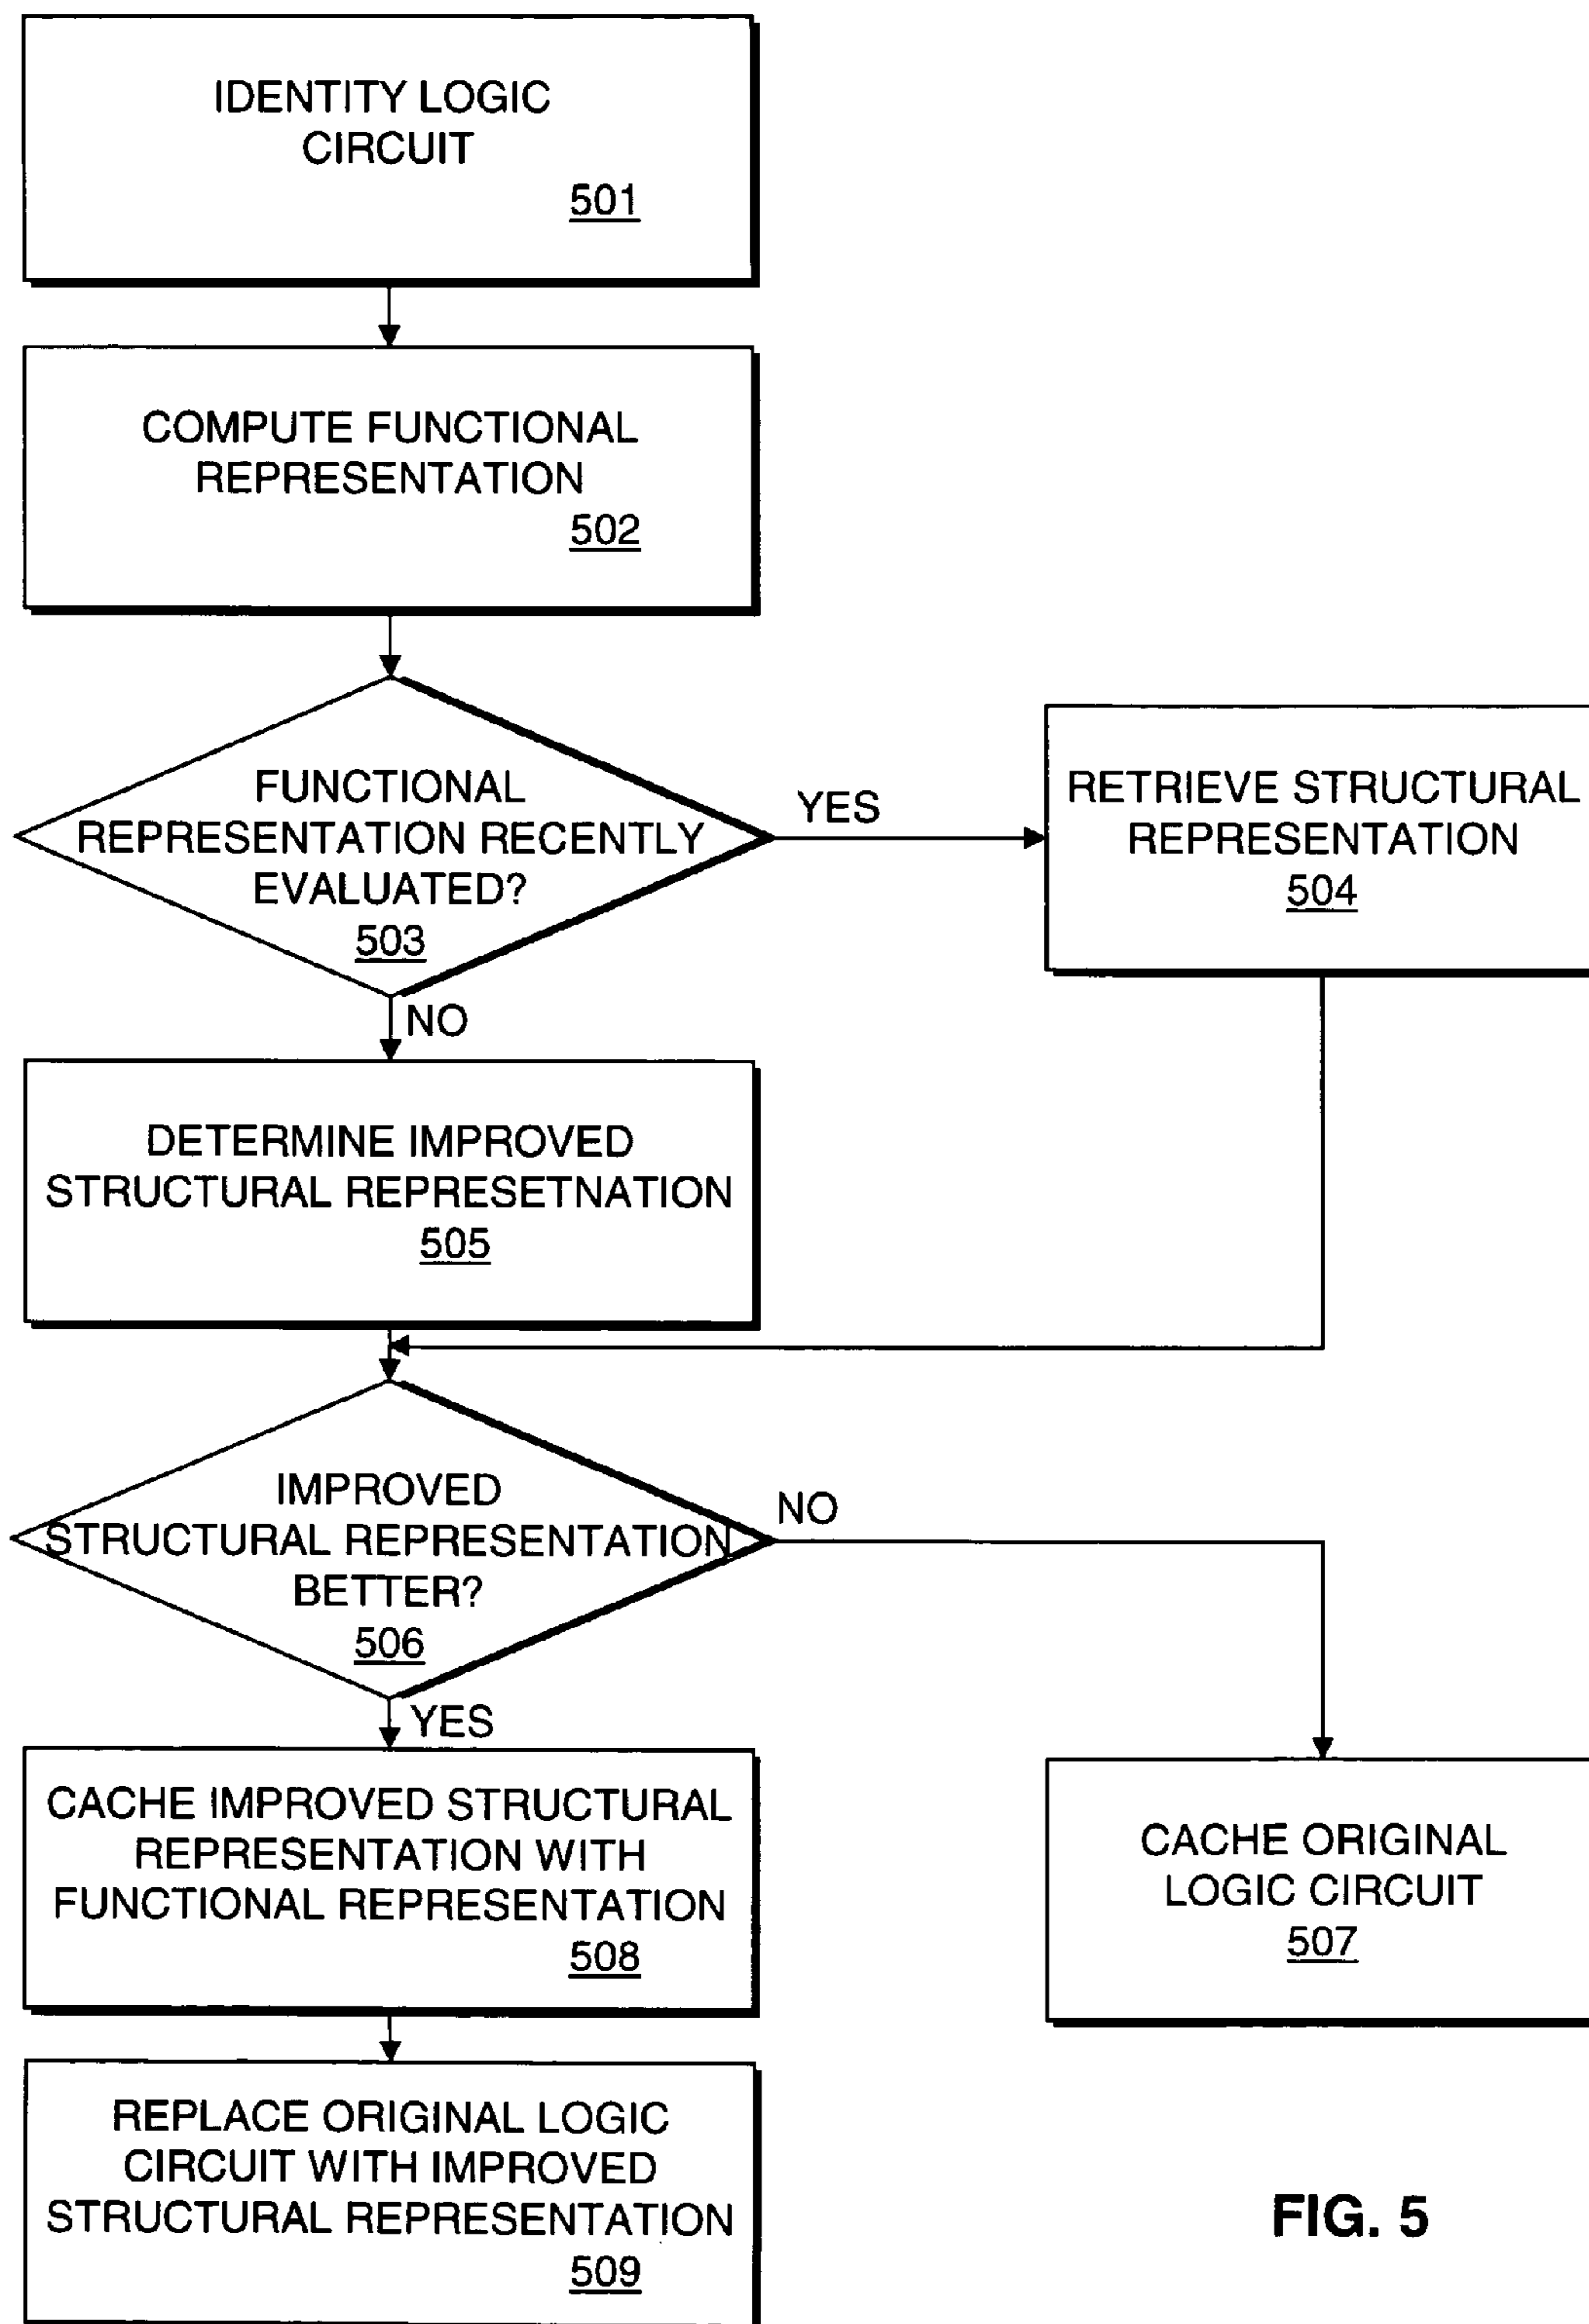 IDENTITY LOGIC
CIRCUIT
501
COMPUTE FUNCTIONAL
REPRESENTATION
502
FUNCTIONAL
REPRESENTATION RECENTLY
EVALUATED?
503
YES
RETRIEVE STRUCTURAL
REPRESENTATION
504
NO
DETERMINE IMPROVED
STRUCTURAL REPRESETNATION
505
IMPROVED
STRUCTURAL REPRESENTATION
BETTER?
506
NO
YES
CACHE IMPROVED STRUCTURAL
REPRESENTATION WITH
FUNCTIONAL REPRESENTATION
508
CACHE ORIGINAL
LOGIC CIRCUIT
507
REPLACE ORIGINAL LOGIC
CIRCUIT WITH IMPROVED
STRUCTURAL REPRESENTATION
509
FIG. 5